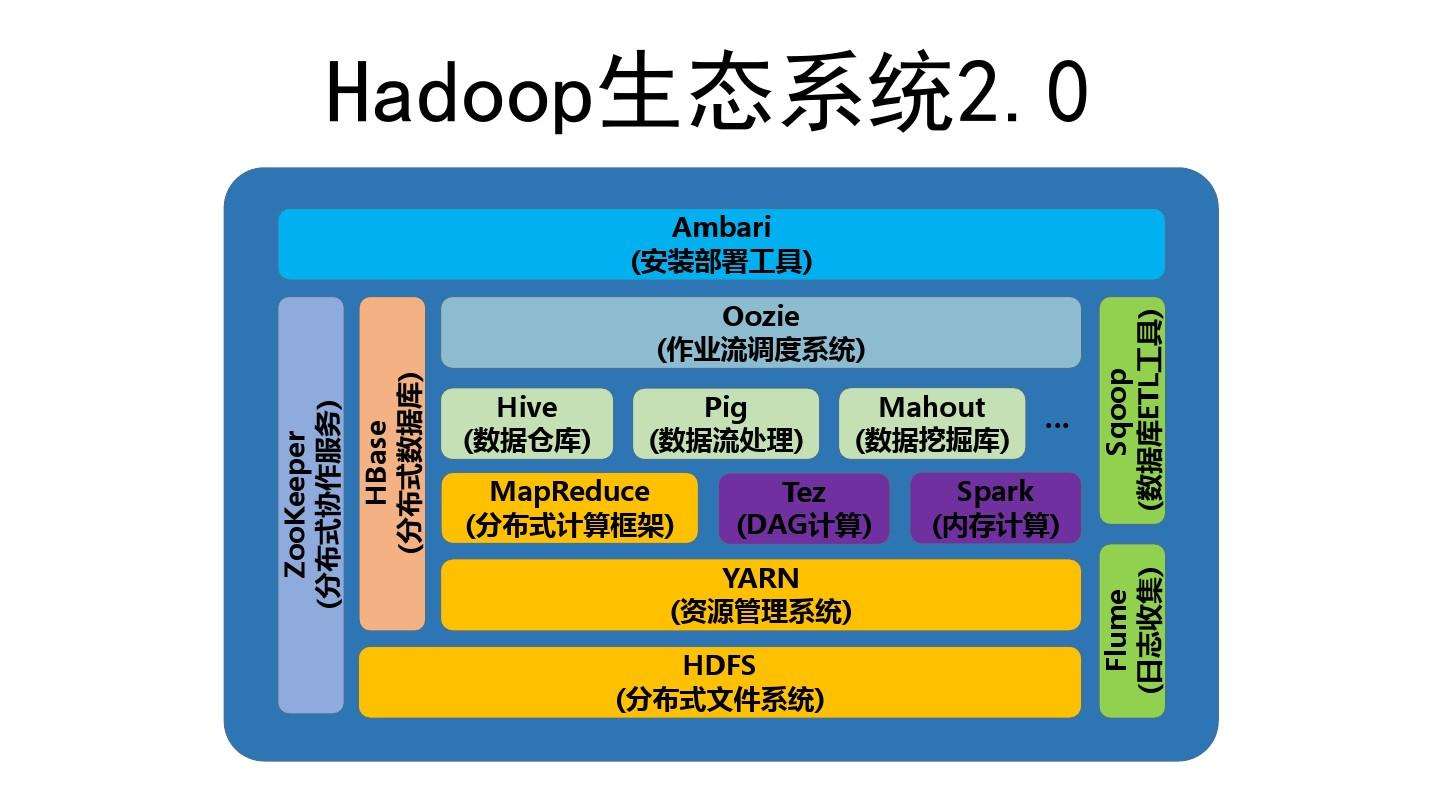 Hadoop生态系统2.0
Ambari
(安装部署工具)
ZooKeeper
(分布式协作服务)
HBase
(分布式数据库)
Oozie
(作业流调度系统)
Hive
(数据仓库)
Pig
(数据流处理)
Mahout
(数据挖掘库)
...
MapReduce
(分布式计算框架)
Tez
(DAG计算)
Spark
(内存计算)
YARN
(资源管理系统)
HDFS
(分布式文件系统)
Sqoop
(数据库ETL工具)
Flume
(日志收集)